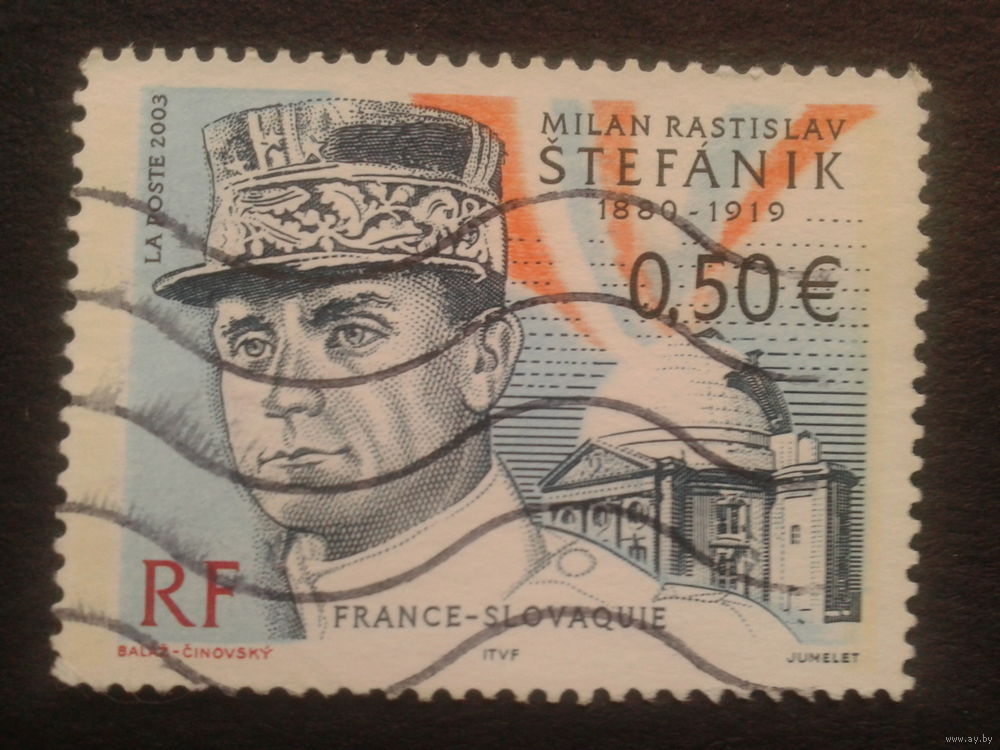 LA POSTE 2003
MILAN RASTISLAV
ŠTEFÁNIK
1880-1919
0,50 €
RF
FRANCE-SLOVAQUIE
BALÁŽ-ČINOVSKÝ
ITVF
JUMELET
www.ay.by